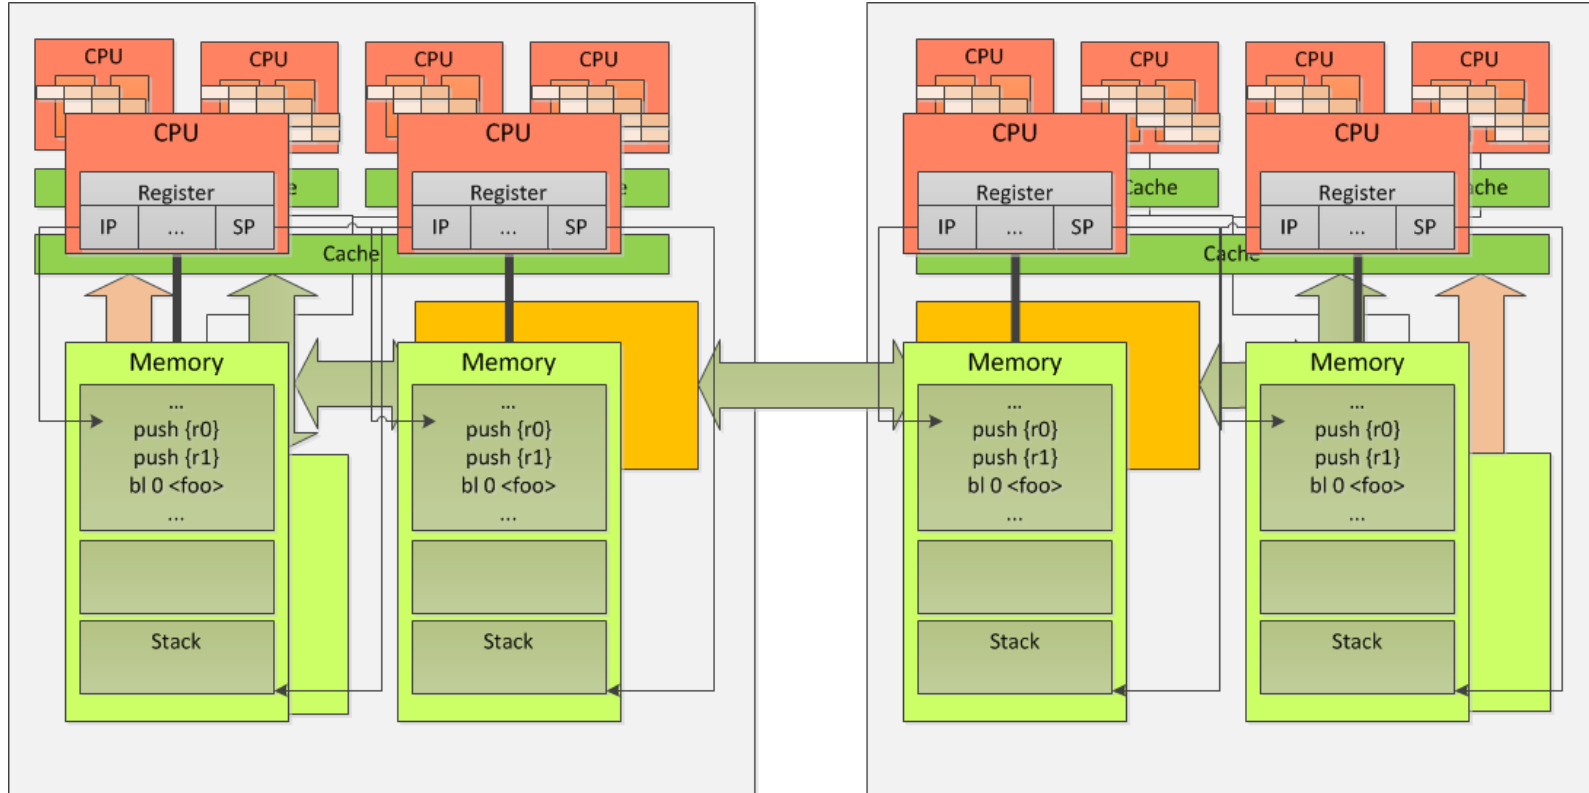 CPU
CPU
CPU
CPU
CPU
CPU
CPU
CPU
CPU
CPU
CPU
CPU
Register
Register
Register
Register
e
e
Cache
ache
IP ... SP
IP ... SP
IP ... SP
IP ... SP
Cache
Cache
Memory
Memory
Memory
Memory
...
push {r0}
push {r1}
bl 0 <foo>
...
...
push {r0}
push {r1}
bl 0 <foo>
...
...
push {r0}
push {r1}
bl 0 <foo>
...
...
push {r0}
push {r1}
bl 0 <foo>
...
Stack
Stack
Stack
Stack